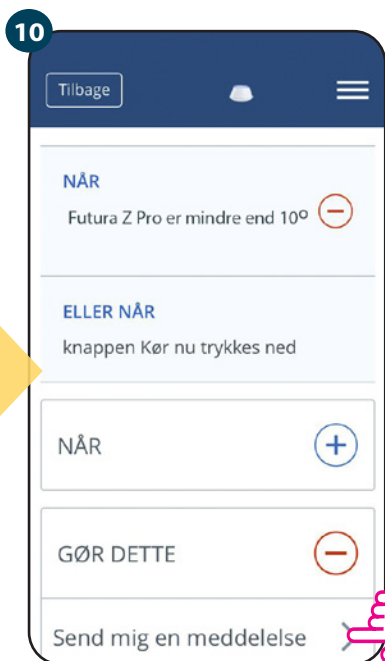 10
Tilbage
NÅR
Futura Z Pro er mindre end 10º
ELLER NÅR
knappen Kør nu trykkes ned
NÅR
GØR DETTE
Send mig en meddelelse